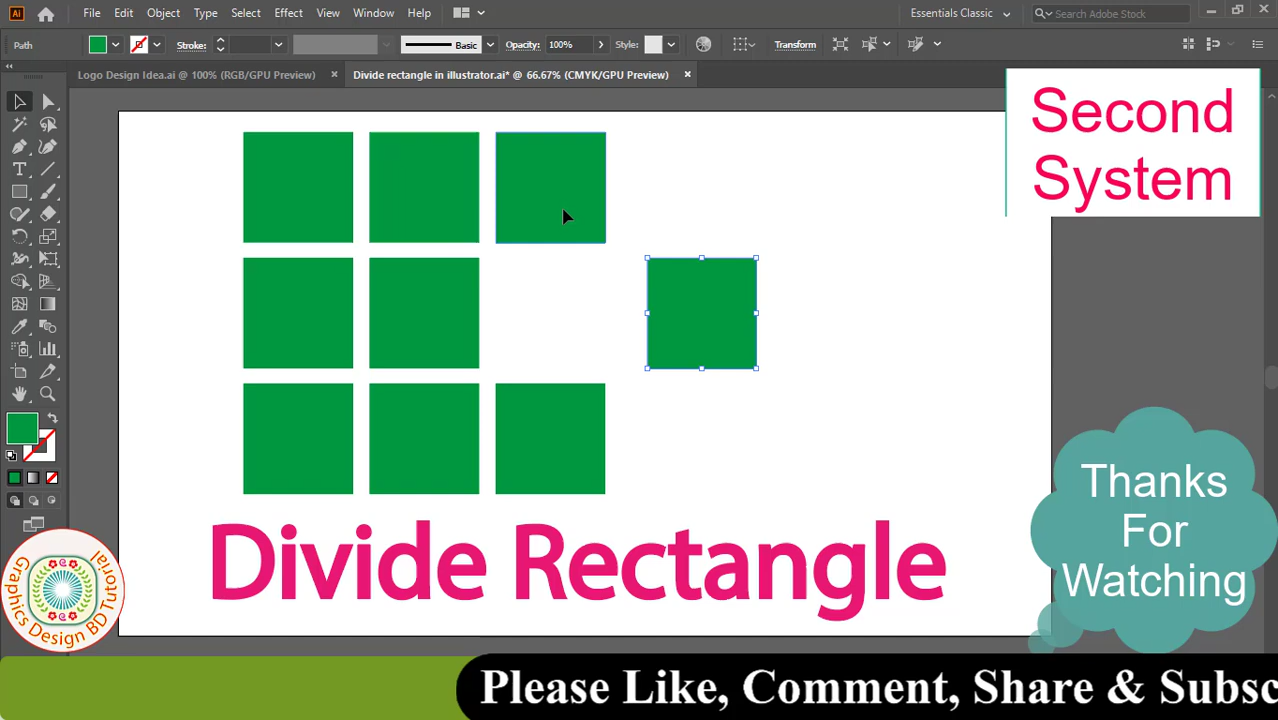 Ai File Edit Object Type Select Effect View Window Help Essentials Classic Search Adobe Stock
Path Stroke: Basic Opacity: 100% Style: Transform
Logo Design Idea.ai @ 100% (RGB/GPU Preview) × Divide rectangle in illustrator.ai* @ 66.67% (CMYK/GPU Preview) ×
Second
System
Thanks
For
Watching
Divide Rectangle
Graphics Design BD Tutorial
Please Like, Comment, Share & Subsc